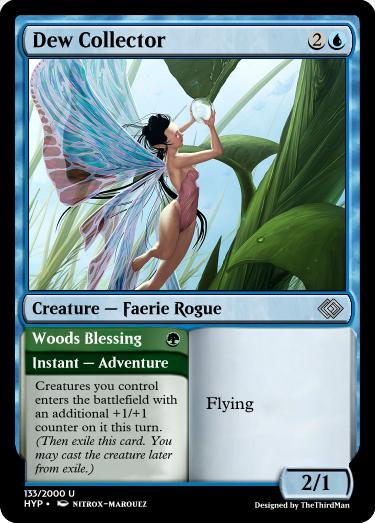 Dew Collector 2
Creature — Faerie Rogue
Woods Blessing
Instant — Adventure
Creatures you control
enters the battlefield with
an additional +1/+1
counter on it this turn.
(Then exile this card. You
may cast the creature later
from exile.)
Flying
2/1
133/2000 U
HYP • NITROX-MARQUEZ
Designed by TheThirdMan